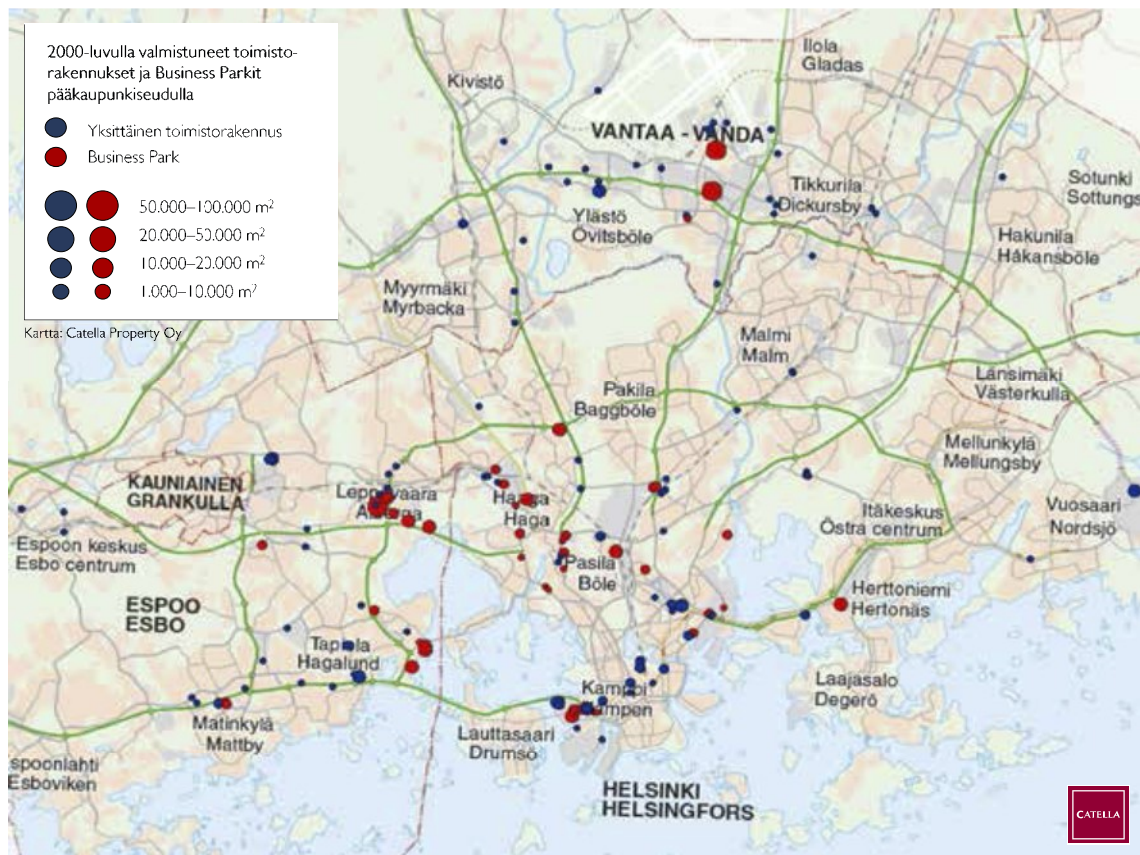 2000-luvulla valmistuneet toimisto-
rakennukset ja Business Parkit
pääkaupunkiseudulla
Yksittäinen toimistorakennus
Business Park
50.000–100.000 m²
20.000–50.000 m²
10.000–20.000 m²
1.000–10.000 m²
Kartta: Catella Property Oy
Kivistö
Ilola
Gladas
VANTAA - VANDA
Tikkurila
Dickursby
Sotunki
Sottungs
Ylästö
Övitsböle
Hakunila
Håkansböle
Myyrmäki
Myrbacka
Malmi
Malm
Länsimäki
Västerkulla
Pakila
Baggböle
Mellunkylä
Mellungsby
KAUNIAINEN
GRANKULLA
Leppävaara
Haaga
Haga
Itäkeskus
Östra centrum
Vuosaari
Nordsjö
Espoon keskus
Esbo centrum
Pasila
Böle
Herttoniemi
Hertonäs
ESPOO
ESBO
Tapiola
Hagalund
Laajasalo
Degerö
Kamppi
Kampen
Matinkylä
Mattby
Lauttasaari
Drumsö
spoonlahti
Esboviken
HELSINKI
HELSINGFORS
CATELLA